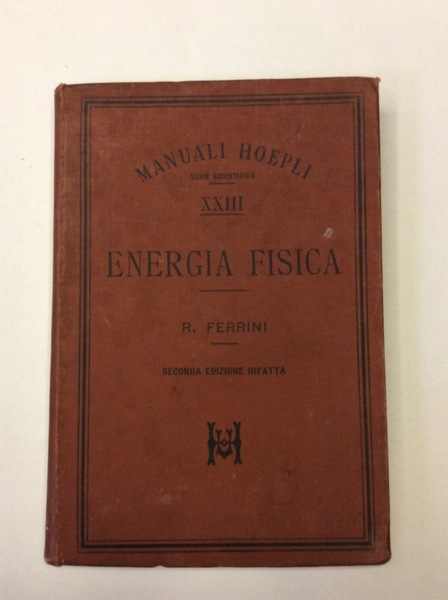 MANUALI HOEPLI
SERIE SCIENTIFICA
XXIII
ENERGIA FISICA
R. FERRINI
SECONDA EDIZIONE RIFATTA